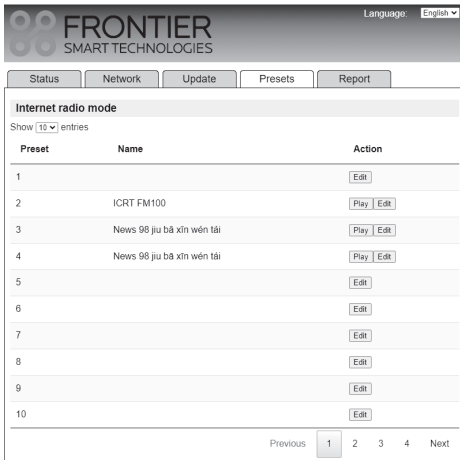 FRONTIER
SMART TECHNOLOGIES
Language: English
Status Network Update Presets Report
Internet radio mode
Show 10 entries
Preset Name Action
1 Edit
2 ICRT FM100 Play Edit
3 News 98 jiu bā xīn wén tái Play Edit
4 News 98 jiu bā xīn wén tái Play Edit
5 Edit
6 Edit
7 Edit
8 Edit
9 Edit
10 Edit
Previous 1 2 3 4 Next